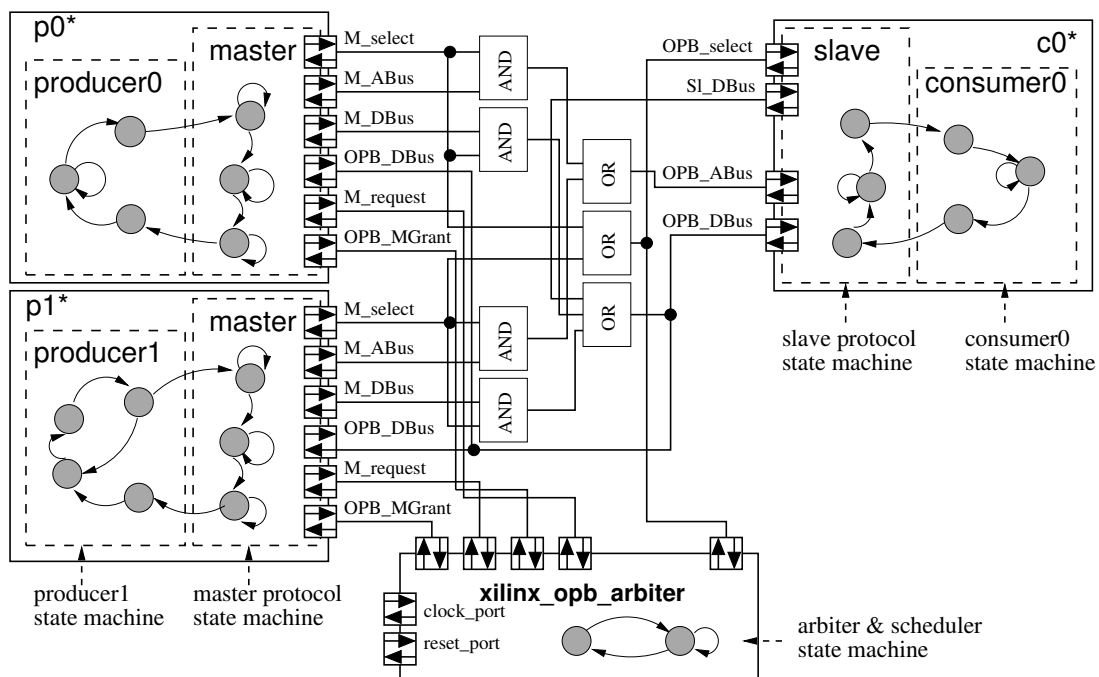 p0*
master
producer0
M_select
M_ABus
M_DBus
OPB_DBus
M_request
OPB_MGrant
p1*
master
producer1
M_select
M_ABus
M_DBus
OPB_DBus
M_request
OPB_MGrant
AND
AND
AND
AND
OR
OR
OR
OPB_select
Sl_DBus
OPB_ABus
OPB_DBus
slave
c0*
consumer0
slave protocol
state machine
consumer0
state machine
producer1
state machine
master protocol
state machine
xilinx_opb_arbiter
clock_port
reset_port
arbiter & scheduler
state machine